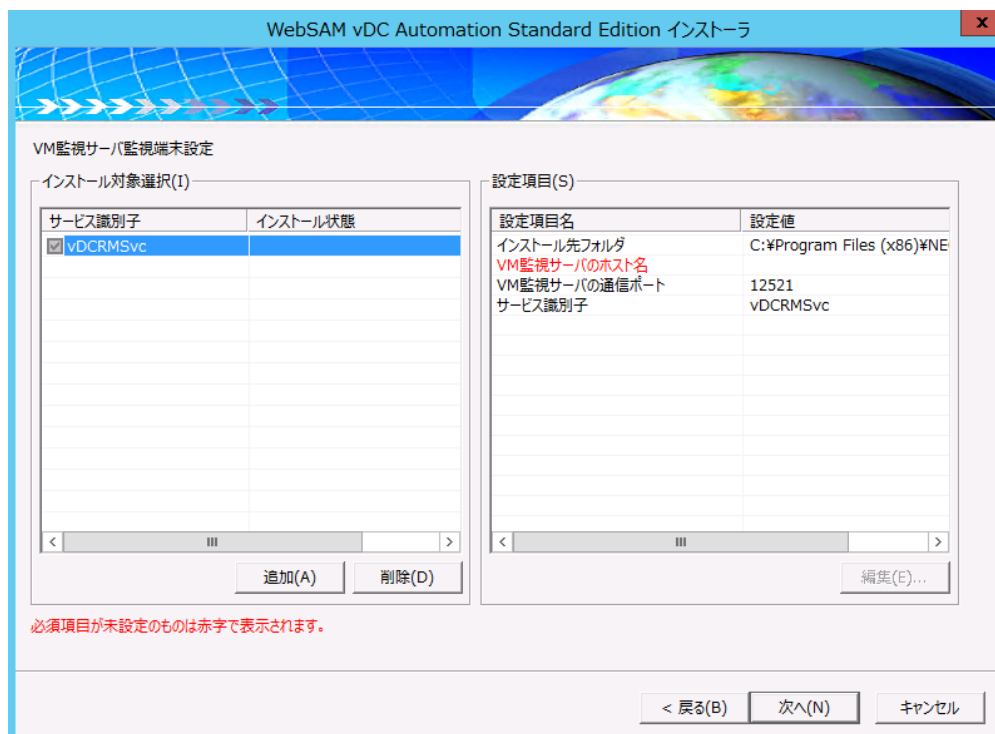 WebSAM vDC Automation Standard Edition インストーラ
x
VM監視サーバ監視端末設定
インストール対象選択(I)
サービス識別子 インストール状態
vDCRMSvc
追加(A) 削除(D)
設定項目(S)
設定項目名 設定値
インストール先フォルダ C:¥Program Files (x86)¥NE
VM監視サーバのホスト名
VM監視サーバの通信ポート 12521
サービス識別子 vDCRMSvc
編集(E)...
必須項目が未設定のものは赤字で表示されます。
< 戻る(B) 次へ(N) キャンセル